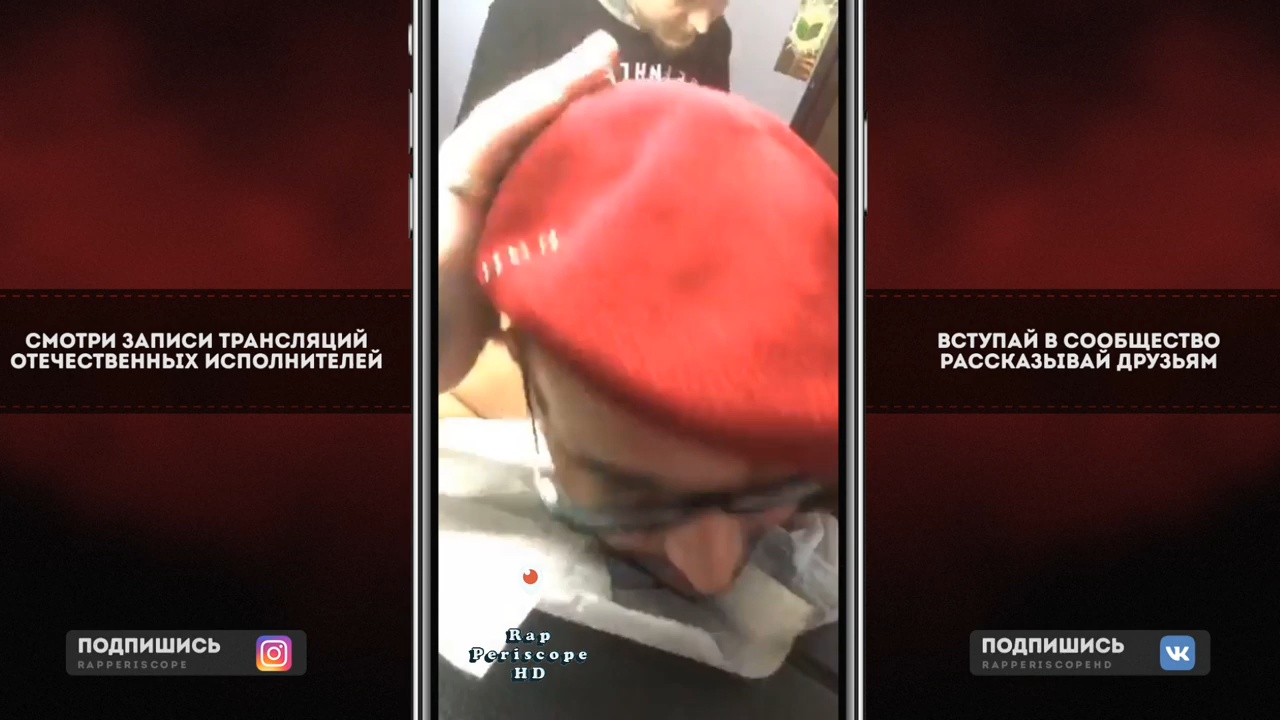 СМОТРИ ЗАПИСИ ТРАНСЛЯЦИЙ
ОТЕЧЕСТВЕННЫХ ИСПОЛНИТЕЛЕЙ
ВСТУПАЙ В СООБЩЕСТВО
РАССКАЗЫВАЙ ДРУЗЬЯМ
Rap
Periscope
HD
ПОДПИШИСЬ
RAPPERISCOPE
ПОДПИШИСЬ
RAPPERISCOPEHD